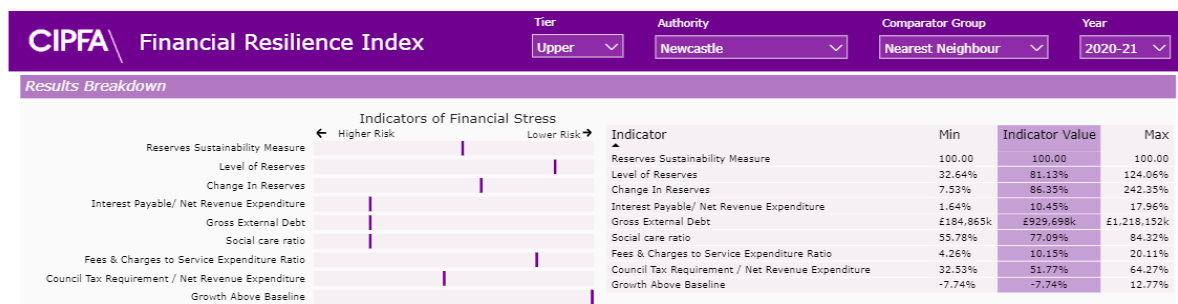 CIPFA\ Financial Resilience Index
Tier Authority Comparator Group Year
Upper Newcastle Nearest Neighbour 2020-21
Results Breakdown
Indicators of Financial Stress
← Higher Risk Lower Risk →
Reserves Sustainability Measure
Level of Reserves
Change In Reserves
Interest Payable/ Net Revenue Expenditure
Gross External Debt
Social care ratio
Fees & Charges to Service Expenditure Ratio
Council Tax Requirement / Net Revenue Expenditure
Growth Above Baseline
Indicator Min Indicator Value Max
Reserves Sustainability Measure 100.00 100.00 100.00
Level of Reserves 32.64% 81.13% 124.06%
Change in Reserves 7.53% 86.35% 242.35%
Interest Payable/ Net Revenue Expenditure 1.64% 10.45% 17.96%
Gross External Debt £184,865k £929,698k £1,218,152k
Social care ratio 55.78% 77.09% 84.32%
Fees & Charges to Service Expenditure Ratio 4.26% 10.15% 20.11%
Council Tax Requirement / Net Revenue Expenditure 32.53% 51.77% 64.27%
Growth Above Baseline -7.74% -7.74% 12.77%